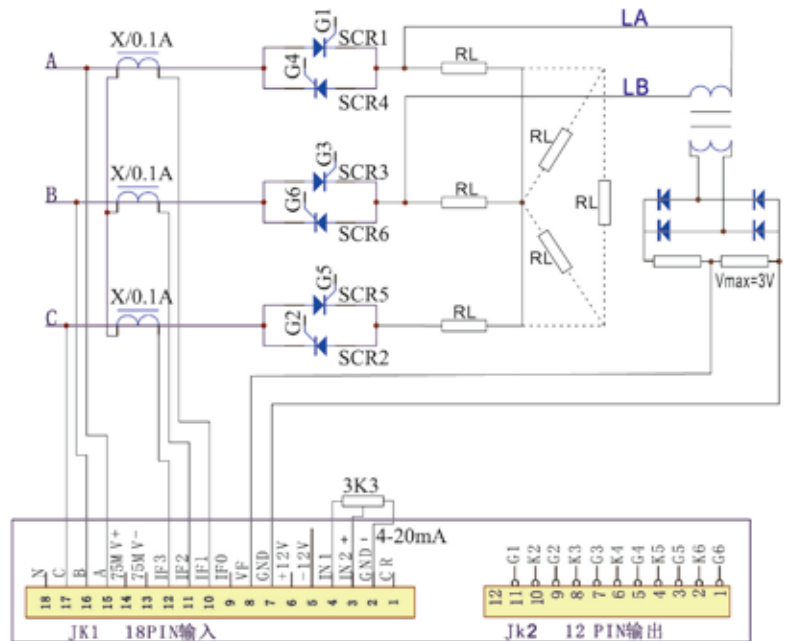 LA
X/0.1A
G1
SCR1
A
G4
RL
SCR4
LB
X/0.1A
G3
SCR3
RL
B
G6
RL
RL
SCR6
X/0.1A
G5
SCR5
RL
Vmax=3V
C
G2
RL
SCR2
3K3
4-20mA
N
C
B
A
75MV+
75MV-
IF3
IF2
IF1
IF0
VF
GND
+12V
-12V
IN1
IN2 +
GND-
CR
18 17 16 15 14 13 12 11 10 9 8 7 6 5 4 3 2 1
JK1 18PIN输入
G1
K2
G2
K3
G3
K4
G4
K5
G5
K6
G6
12 11 10 9 8 7 6 5 4 3 2 1
Jk2 12 PIN输出